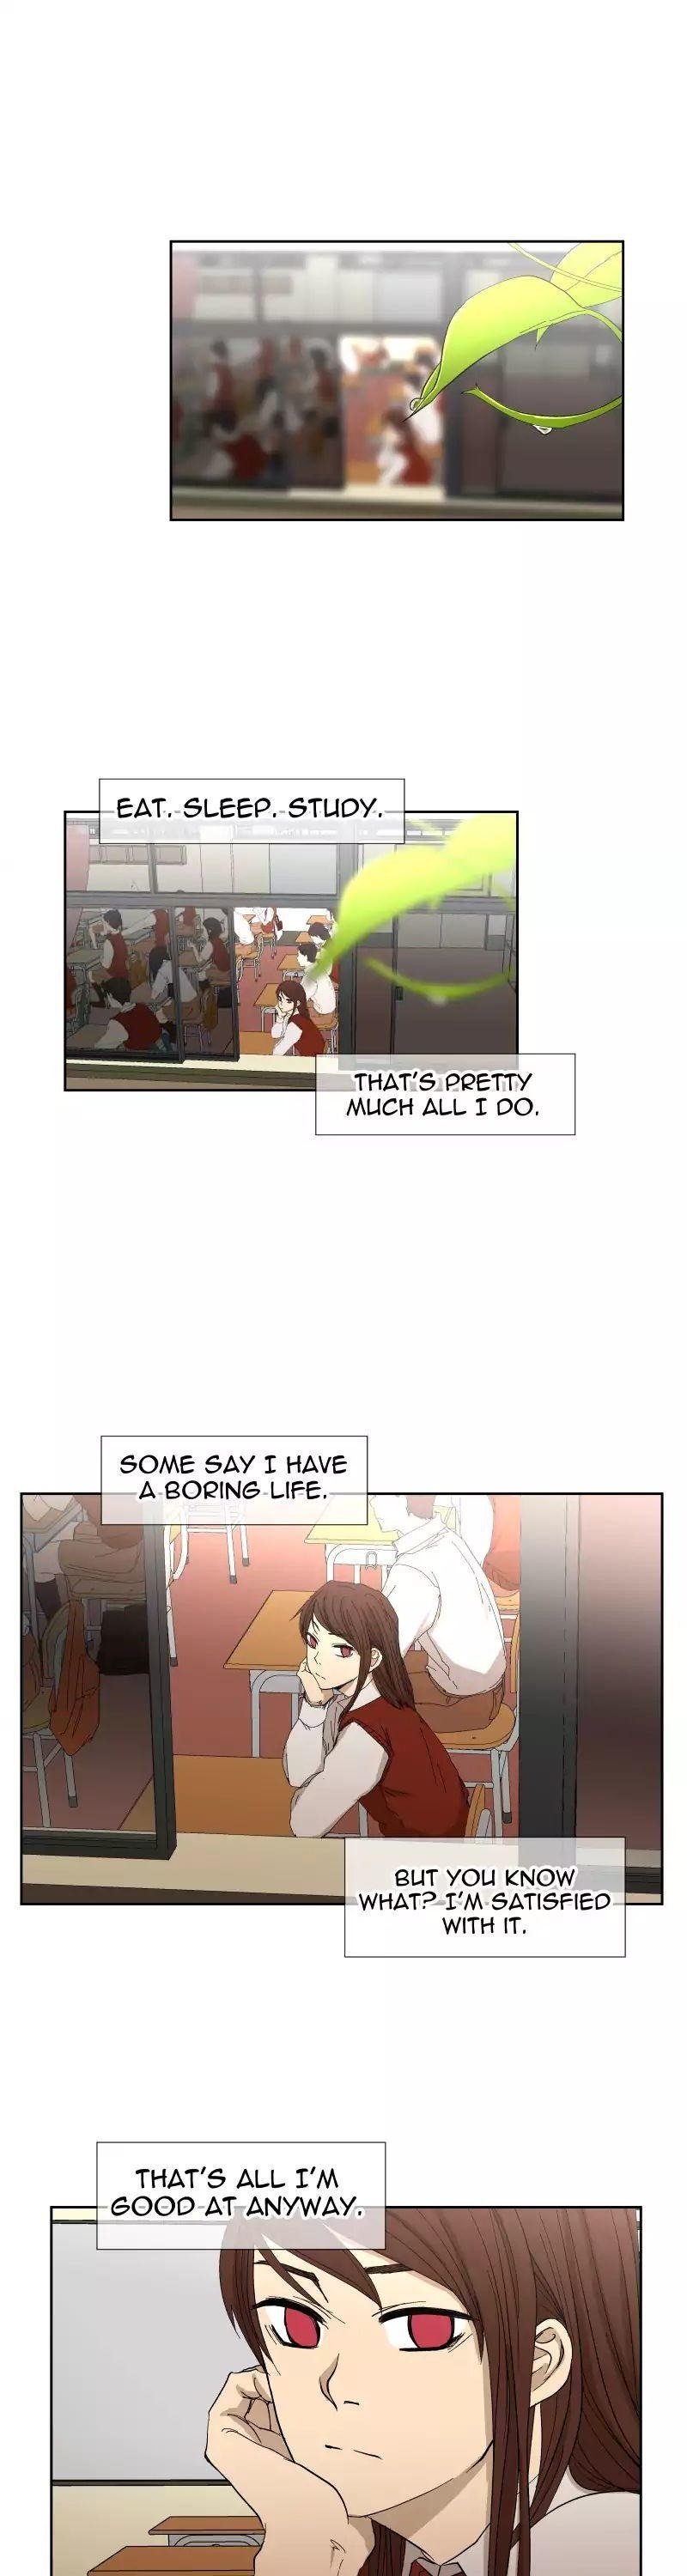 EAT. SLEEP. STUDY.
THAT'S PRETTY
MUCH ALL I DO.
SOME SAY I HAVE
A BORING LIFE.
BUT YOU KNOW
WHAT? I'M SATISFIED
WITH IT.
THAT'S ALL I'M
GOOD AT ANYWAY.